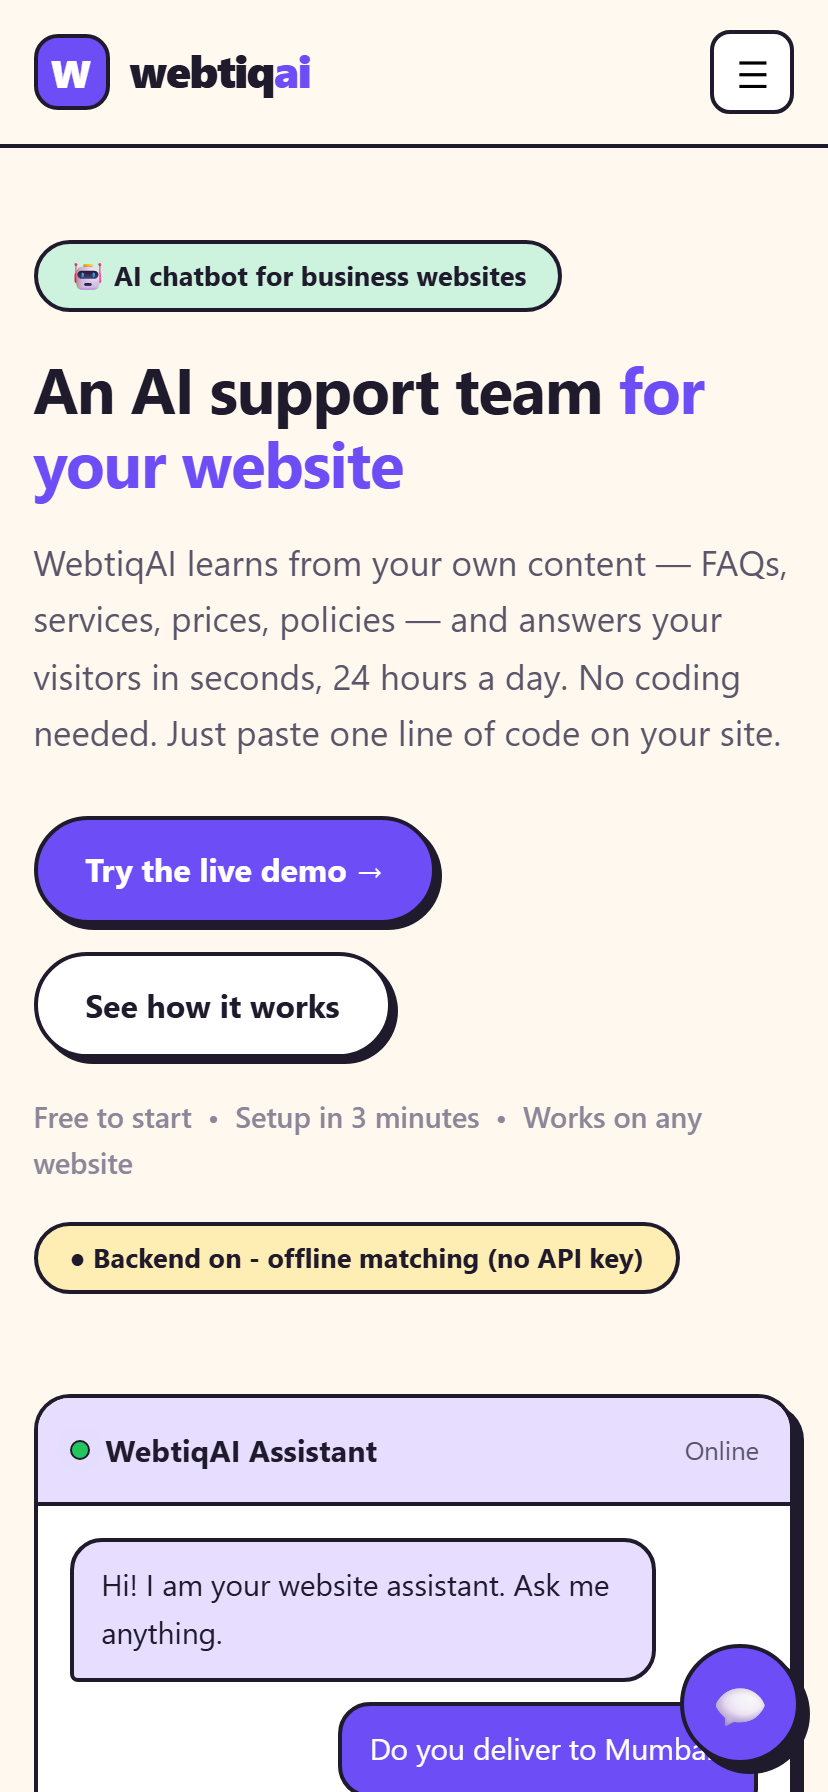 W webtiqai
☰
🤖 AI chatbot for business websites
An AI support team for
your website
WebtiqAI learns from your own content — FAQs,
services, prices, policies — and answers your
visitors in seconds, 24 hours a day. No coding
needed. Just paste one line of code on your site.
Try the live demo →
See how it works
Free to start • Setup in 3 minutes • Works on any
website
● Backend on - offline matching (no API key)
WebtiqAI Assistant
Online
Hi! I am your website assistant. Ask me
anything.
Do you deliver to